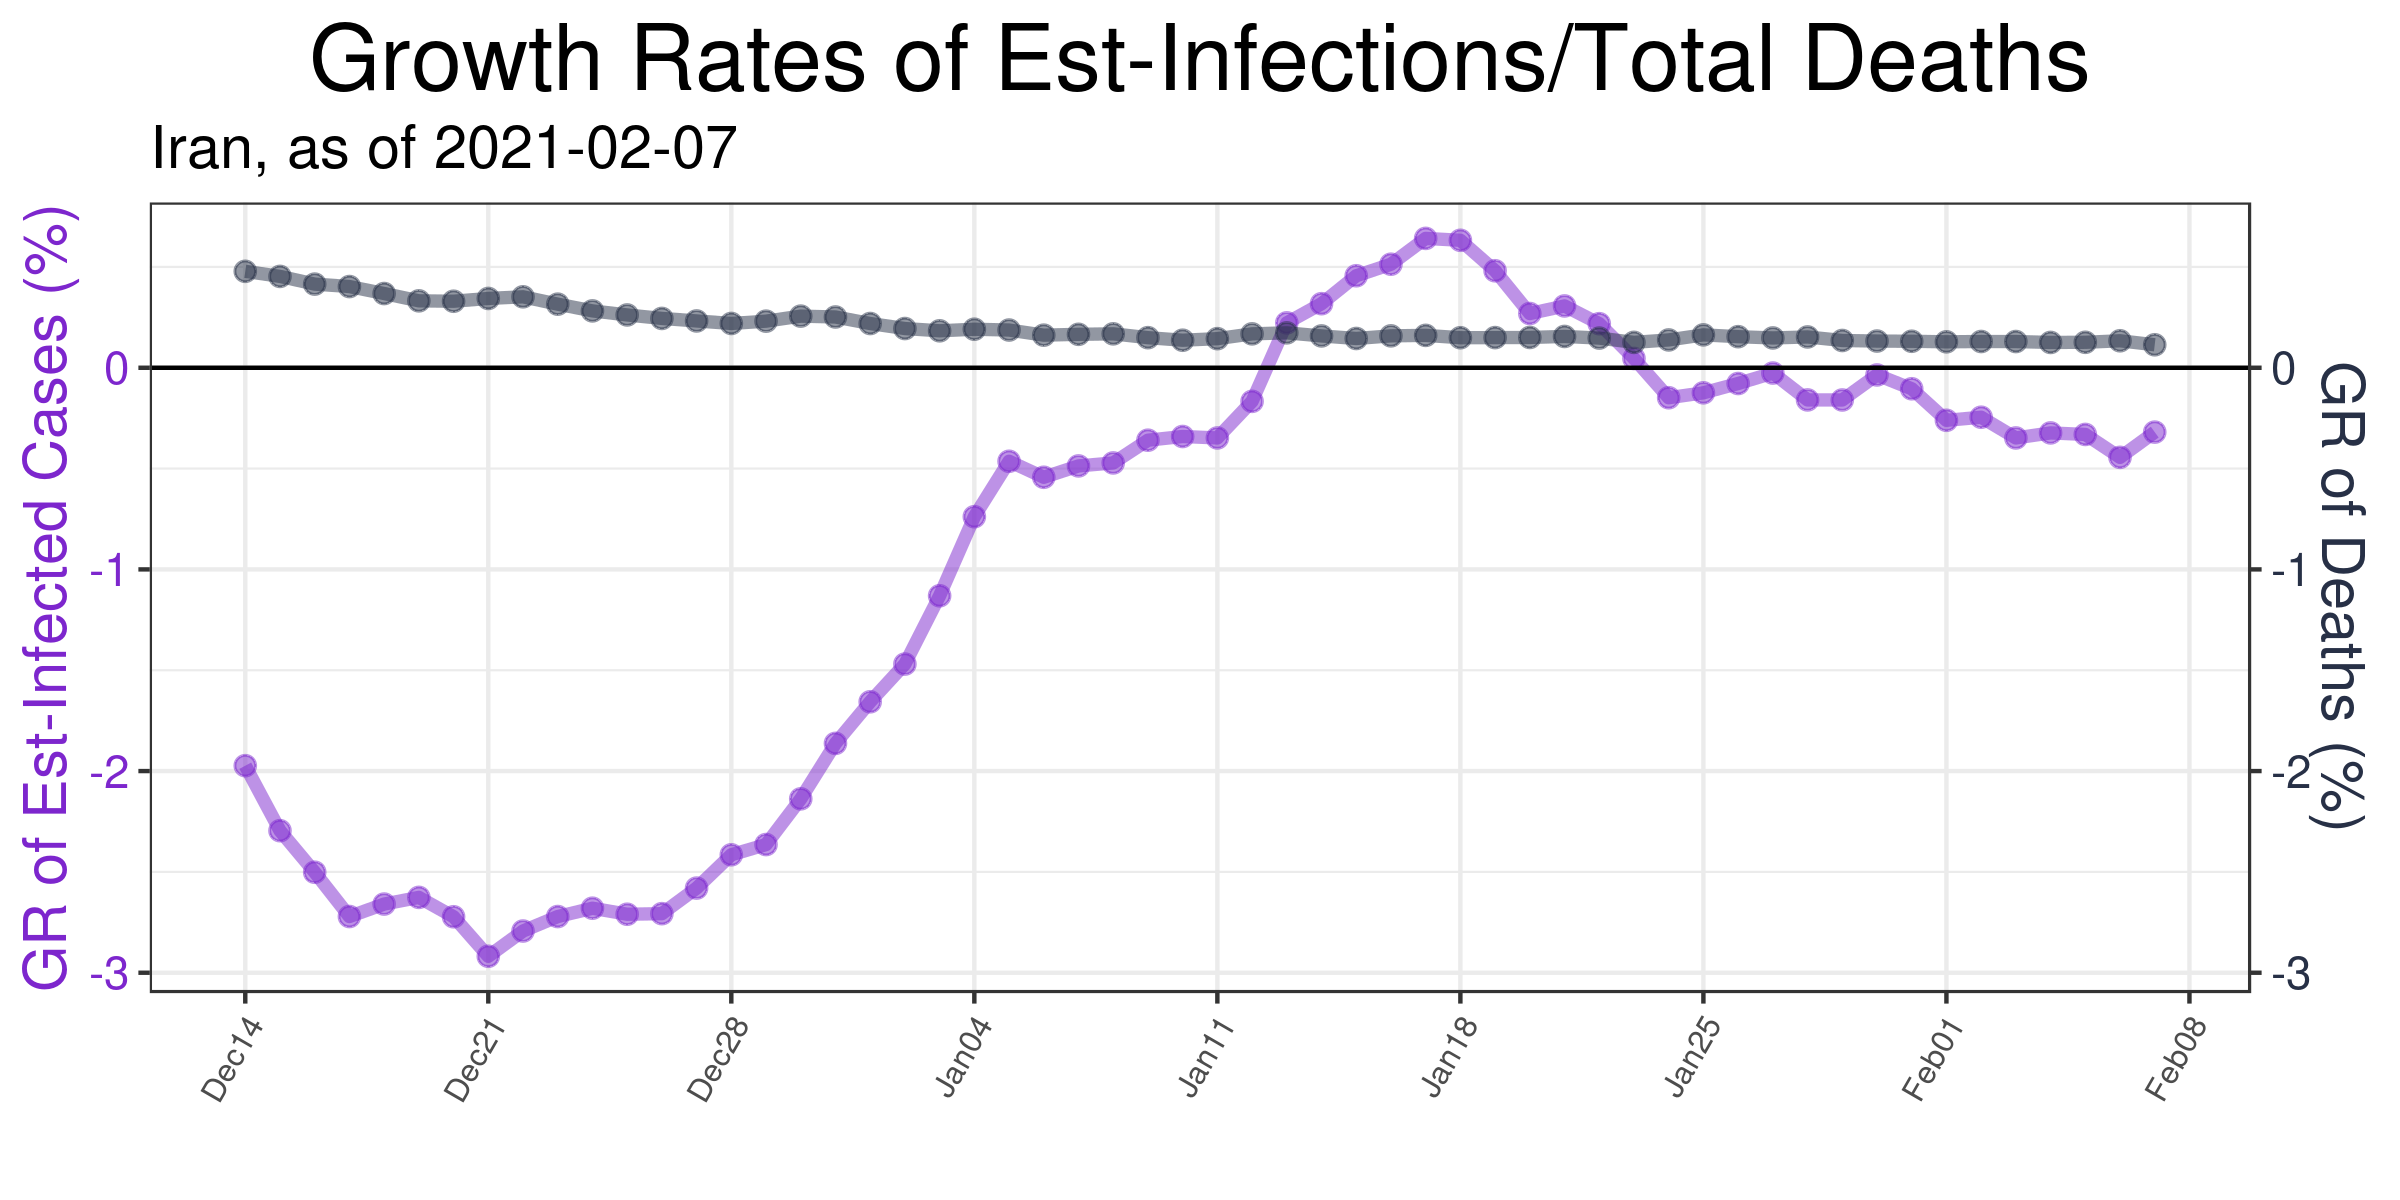 Growth Rates of Est-Infections/Total Deaths
Iran, as of 2021-02-07
GR of Est-Infected Cases (%)
0
-1
-2
-3
0
-1
-2
-3
GR of Deaths (%)
Dec14
Dec21
Dec28
Jan04
Jan11
Jan18
Jan25
Feb01
Feb08